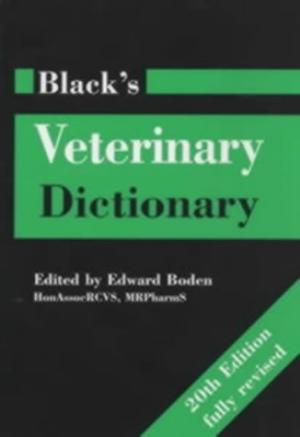 Black's
Veterinary
Dictionary
Edited by Edward Boden
HonAssocRCVS, MRPharmS
20th Edition
fully revised